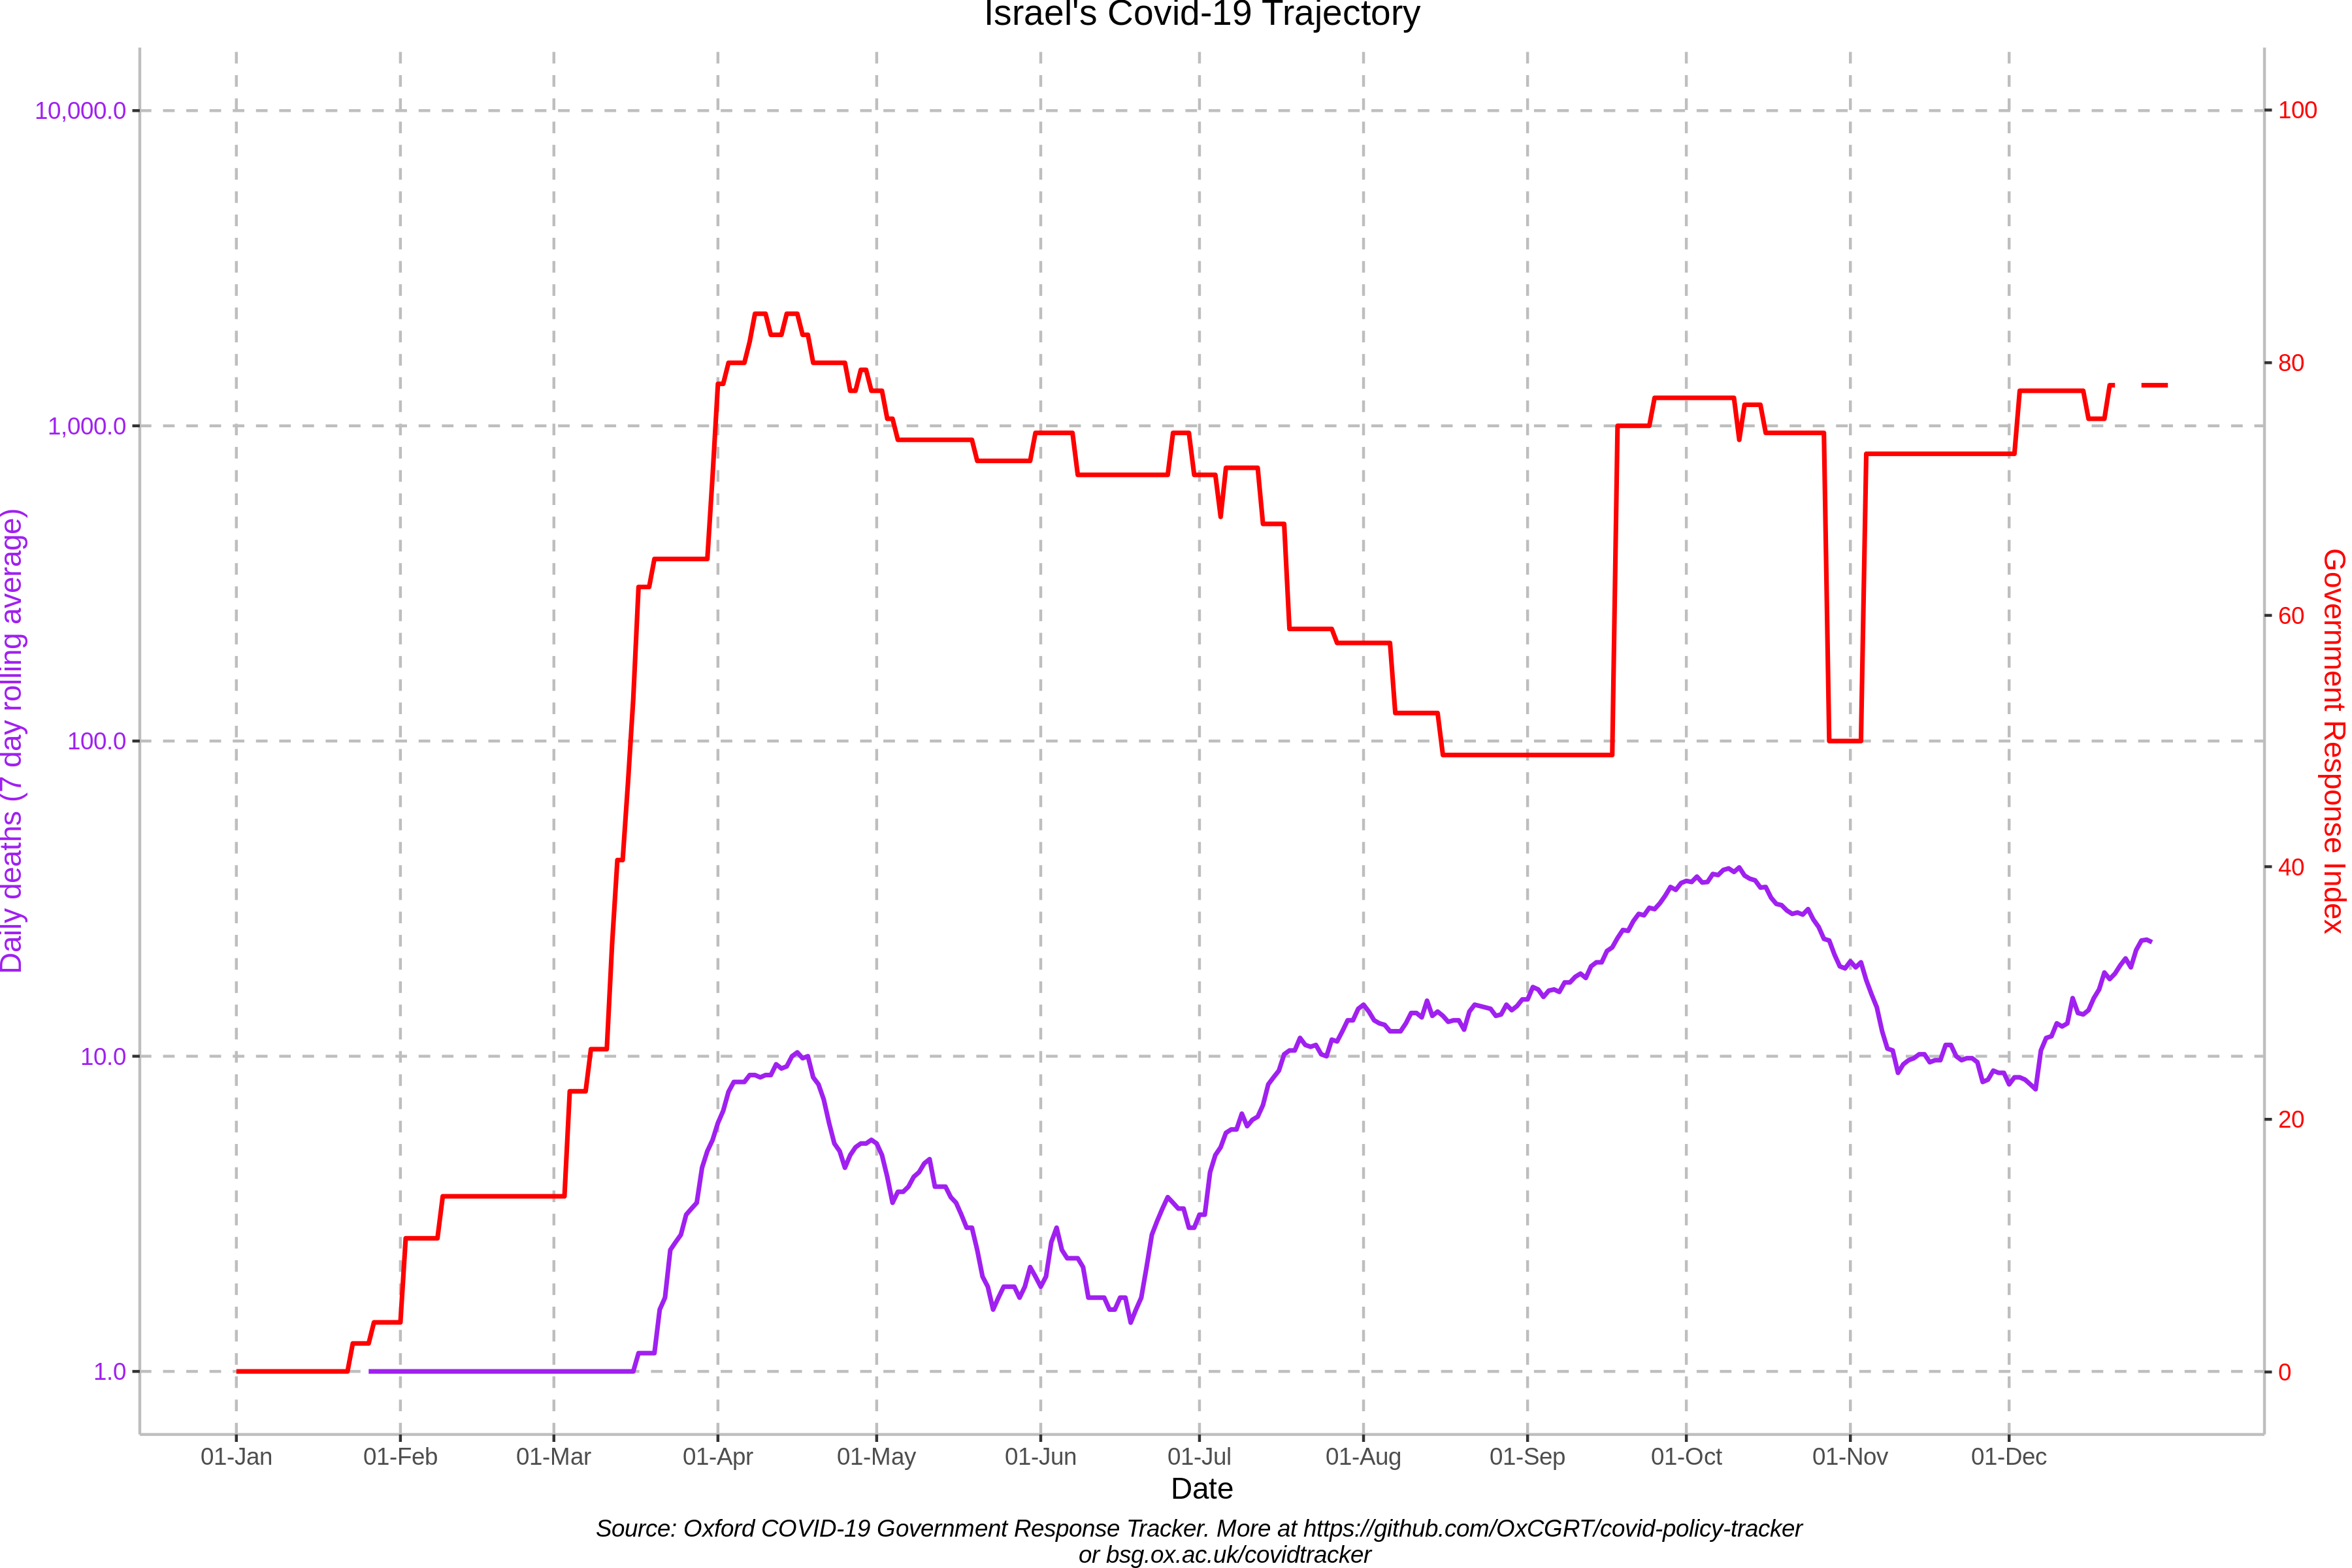 Israel's Covid-19 Trajectory
10,000.0
1,000.0
100.0
10.0
1.0
Daily deaths (7 day rolling average)
100
80
60
40
20
0
Government Response Index
01-Jan 01-Feb 01-Mar 01-Apr 01-May 01-Jun 01-Jul 01-Aug 01-Sep 01-Oct 01-Nov 01-Dec
Date
Source: Oxford COVID-19 Government Response Tracker. More at https://github.com/OxCGRT/covid-policy-tracker
or bsg.ox.ac.uk/covidtracker